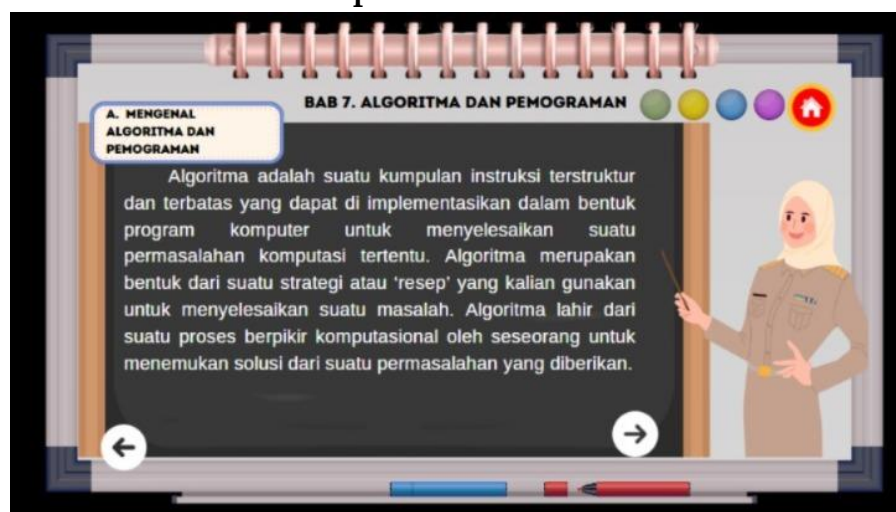 BAB 7. ALGORITMA DAN PEMOGRAMAN
A. MENGENAL
ALGORITMA DAN
PEMOGRAMAN
Algoritma adalah suatu kumpulan instruksi terstruktur
dan terbatas yang dapat di implementasikan dalam bentuk
program komputer untuk menyelesaikan suatu
permasalahan komputasi tertentu. Algoritma merupakan
bentuk dari suatu strategi atau ‘resep’ yang kalian gunakan
untuk menyelesaikan suatu masalah. Algoritma lahir dari
suatu proses berpikir komputasional oleh seseorang untuk
menemukan solusi dari suatu permasalahan yang diberikan.